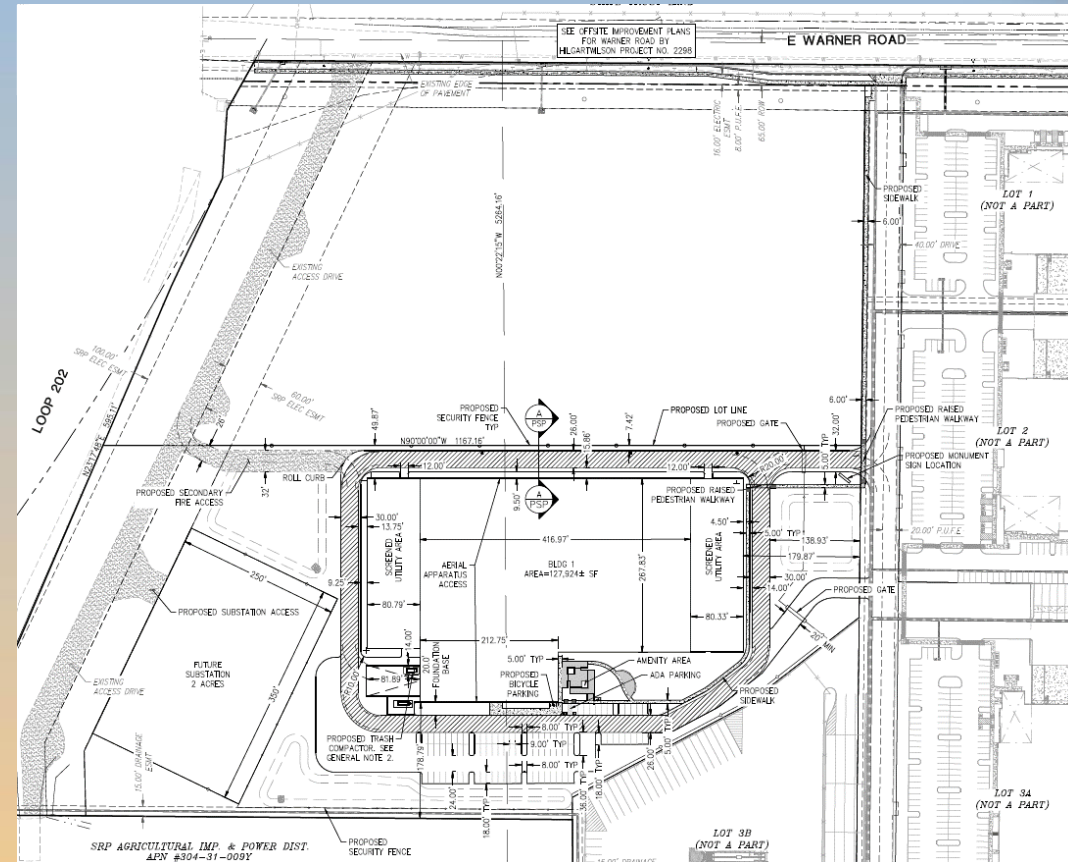 SEE OFFSITE IMPROVEMENT PLANS
FOR WARNER ROAD BY
HILGARTWILSON PROJECT NO. 2298
E WARNER ROAD
EXISTING EDGE
OF PAVEMENT
16.00' ELECTRIC
ESMT
8.00' P.U.F.E.
65.00' ROW
PROPOSED
SIDEWALK
6.00'
LOT 1
(NOT A PART)
40.00' DRIVE
N00°22'15"W 5264.16'
EXISTING
ACCESS DRIVE
100.00'
SRP ELEC ESMT
LOOP 202
60.00'
SRP ELEC ESMT
26'
49.87'
PROPOSED
SECURITY FENCE
TYP
A
PSP
26.00'
15.86'
7.42'
PROPOSED LOT LINE
PROPOSED GATE
6.00'
32.00'
5.00' TYP
PROPOSED RAISED
PEDESTRIAN WALKWAY
LOT 2
(NOT A PART)
N90°00'00"W 1167.16'
PROPOSED MONUMENT
SIGN LOCATION
ROLL CURB
12.00'
12.00'
R20.00'
PROPOSED SECONDARY
FIRE ACCESS
32'
9.50'
A
PSP
PROPOSED RAISED
PEDESTRIAN WALKWAY
30.00'
13.75'
4.50'
5.00' TYP
138.93'
20.00' P.U.F.E.
SCREENED
UTILITY AREA
416.97'
179.87'
AERIAL
APPARATUS
ACCESS
BLDG 1
AREA=127,924± SF
267.83'
SCREENED
UTILITY AREA
250'
9.25'
30.00'
14.00'
PROPOSED GATE
80.79'
80.33'
PROPOSED SUBSTATION ACCESS
20' MIN
212.75'
14.00'
20.0'
FOUNDATION
BASE
5.00' TYP
AMENITY AREA
FUTURE
SUBSTATION
2 ACRES
PROPOSED
BICYCLE
PARKING
ADA PARKING
81.89'
EXISTING
ACCESS DRIVE
350'
R10.00'
PROPOSED
SIDEWALK
PROPOSED TRASH
COMPACTOR. SEE
GENERAL NOTE 2.
178.79'
9.00' TYP
8.00' TYP
26.00'
5.00' TYP
15.00' DRAINAGE
ESMT
24.00'
18.00' TYP
18.00' TYP
LOT 3A
(NOT A PART)
SRP AGRICULTURAL IMP. & POWER DIST.
APN #304-31-009Y
PROPOSED
SECURITY FENCE
LOT 3B
(NOT A PART)
15.00' DRAINAGE